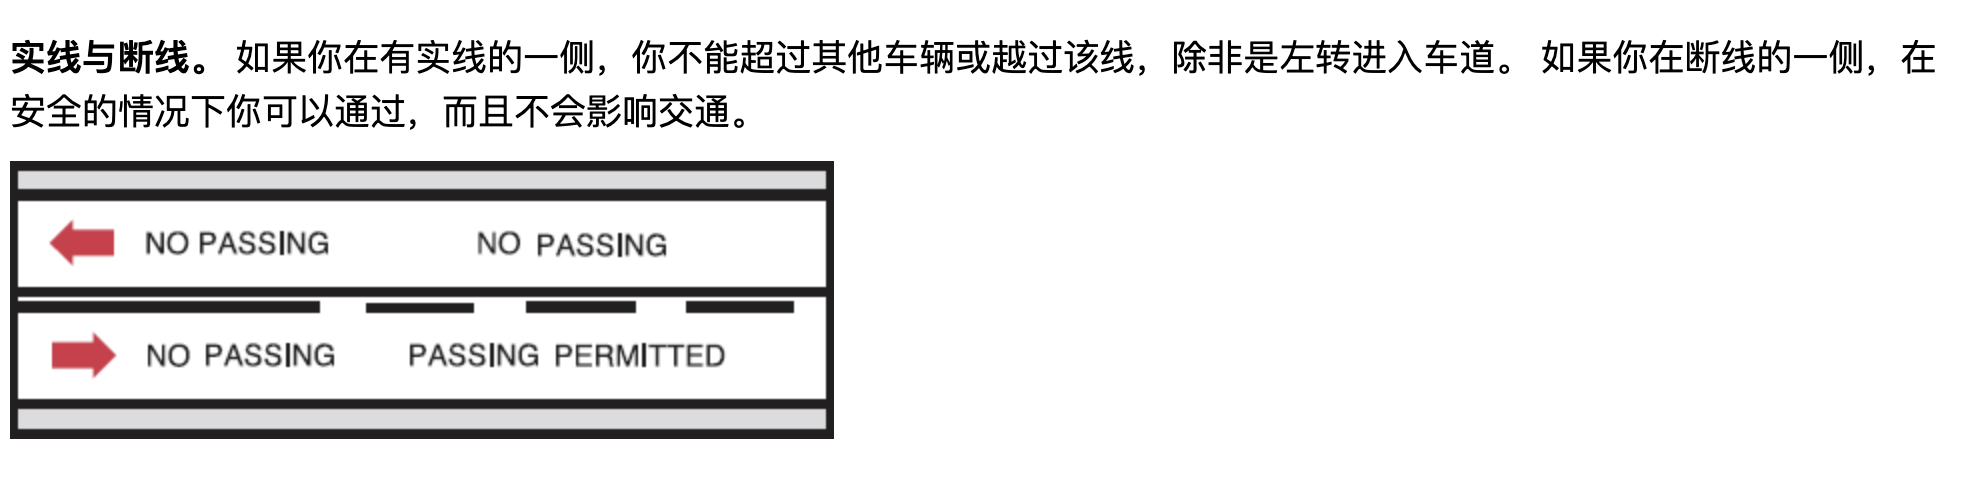 实线与断线。 如果你在有实线的一侧，你不能超过其他车辆或越过该线，除非是左转进入车道。 如果你在断线的一侧，在
安全的情况下你可以通过，而且不会影响交通。
NO PASSING NO PASSING
NO PASSING PASSING PERMITTED